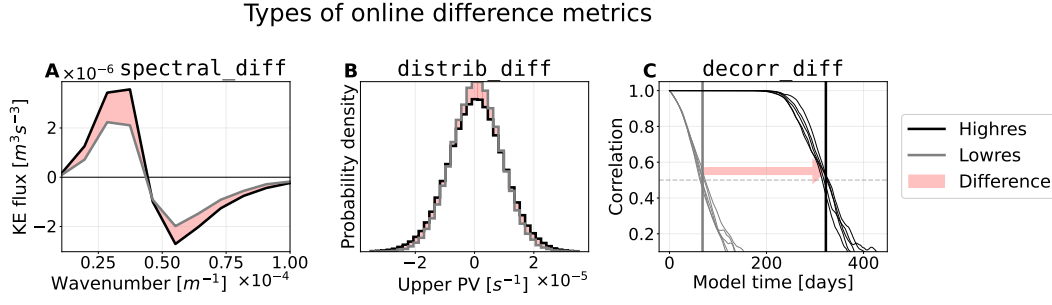 Types of online difference metrics
A ×10⁻⁶ spectral_diff
KE flux [m³s⁻³]
2
0
−2
0.25 0.50 0.75 1.00
Wavenumber [m⁻¹] ×10⁻⁴
B distrib_diff
Probability density
−2 0 2
Upper PV [s⁻¹] ×10⁻⁵
C decorr_diff
Correlation
1.0
0.8
0.6
0.4
0.2
0 200 400
Model time [days]
Highres
Lowres
Difference